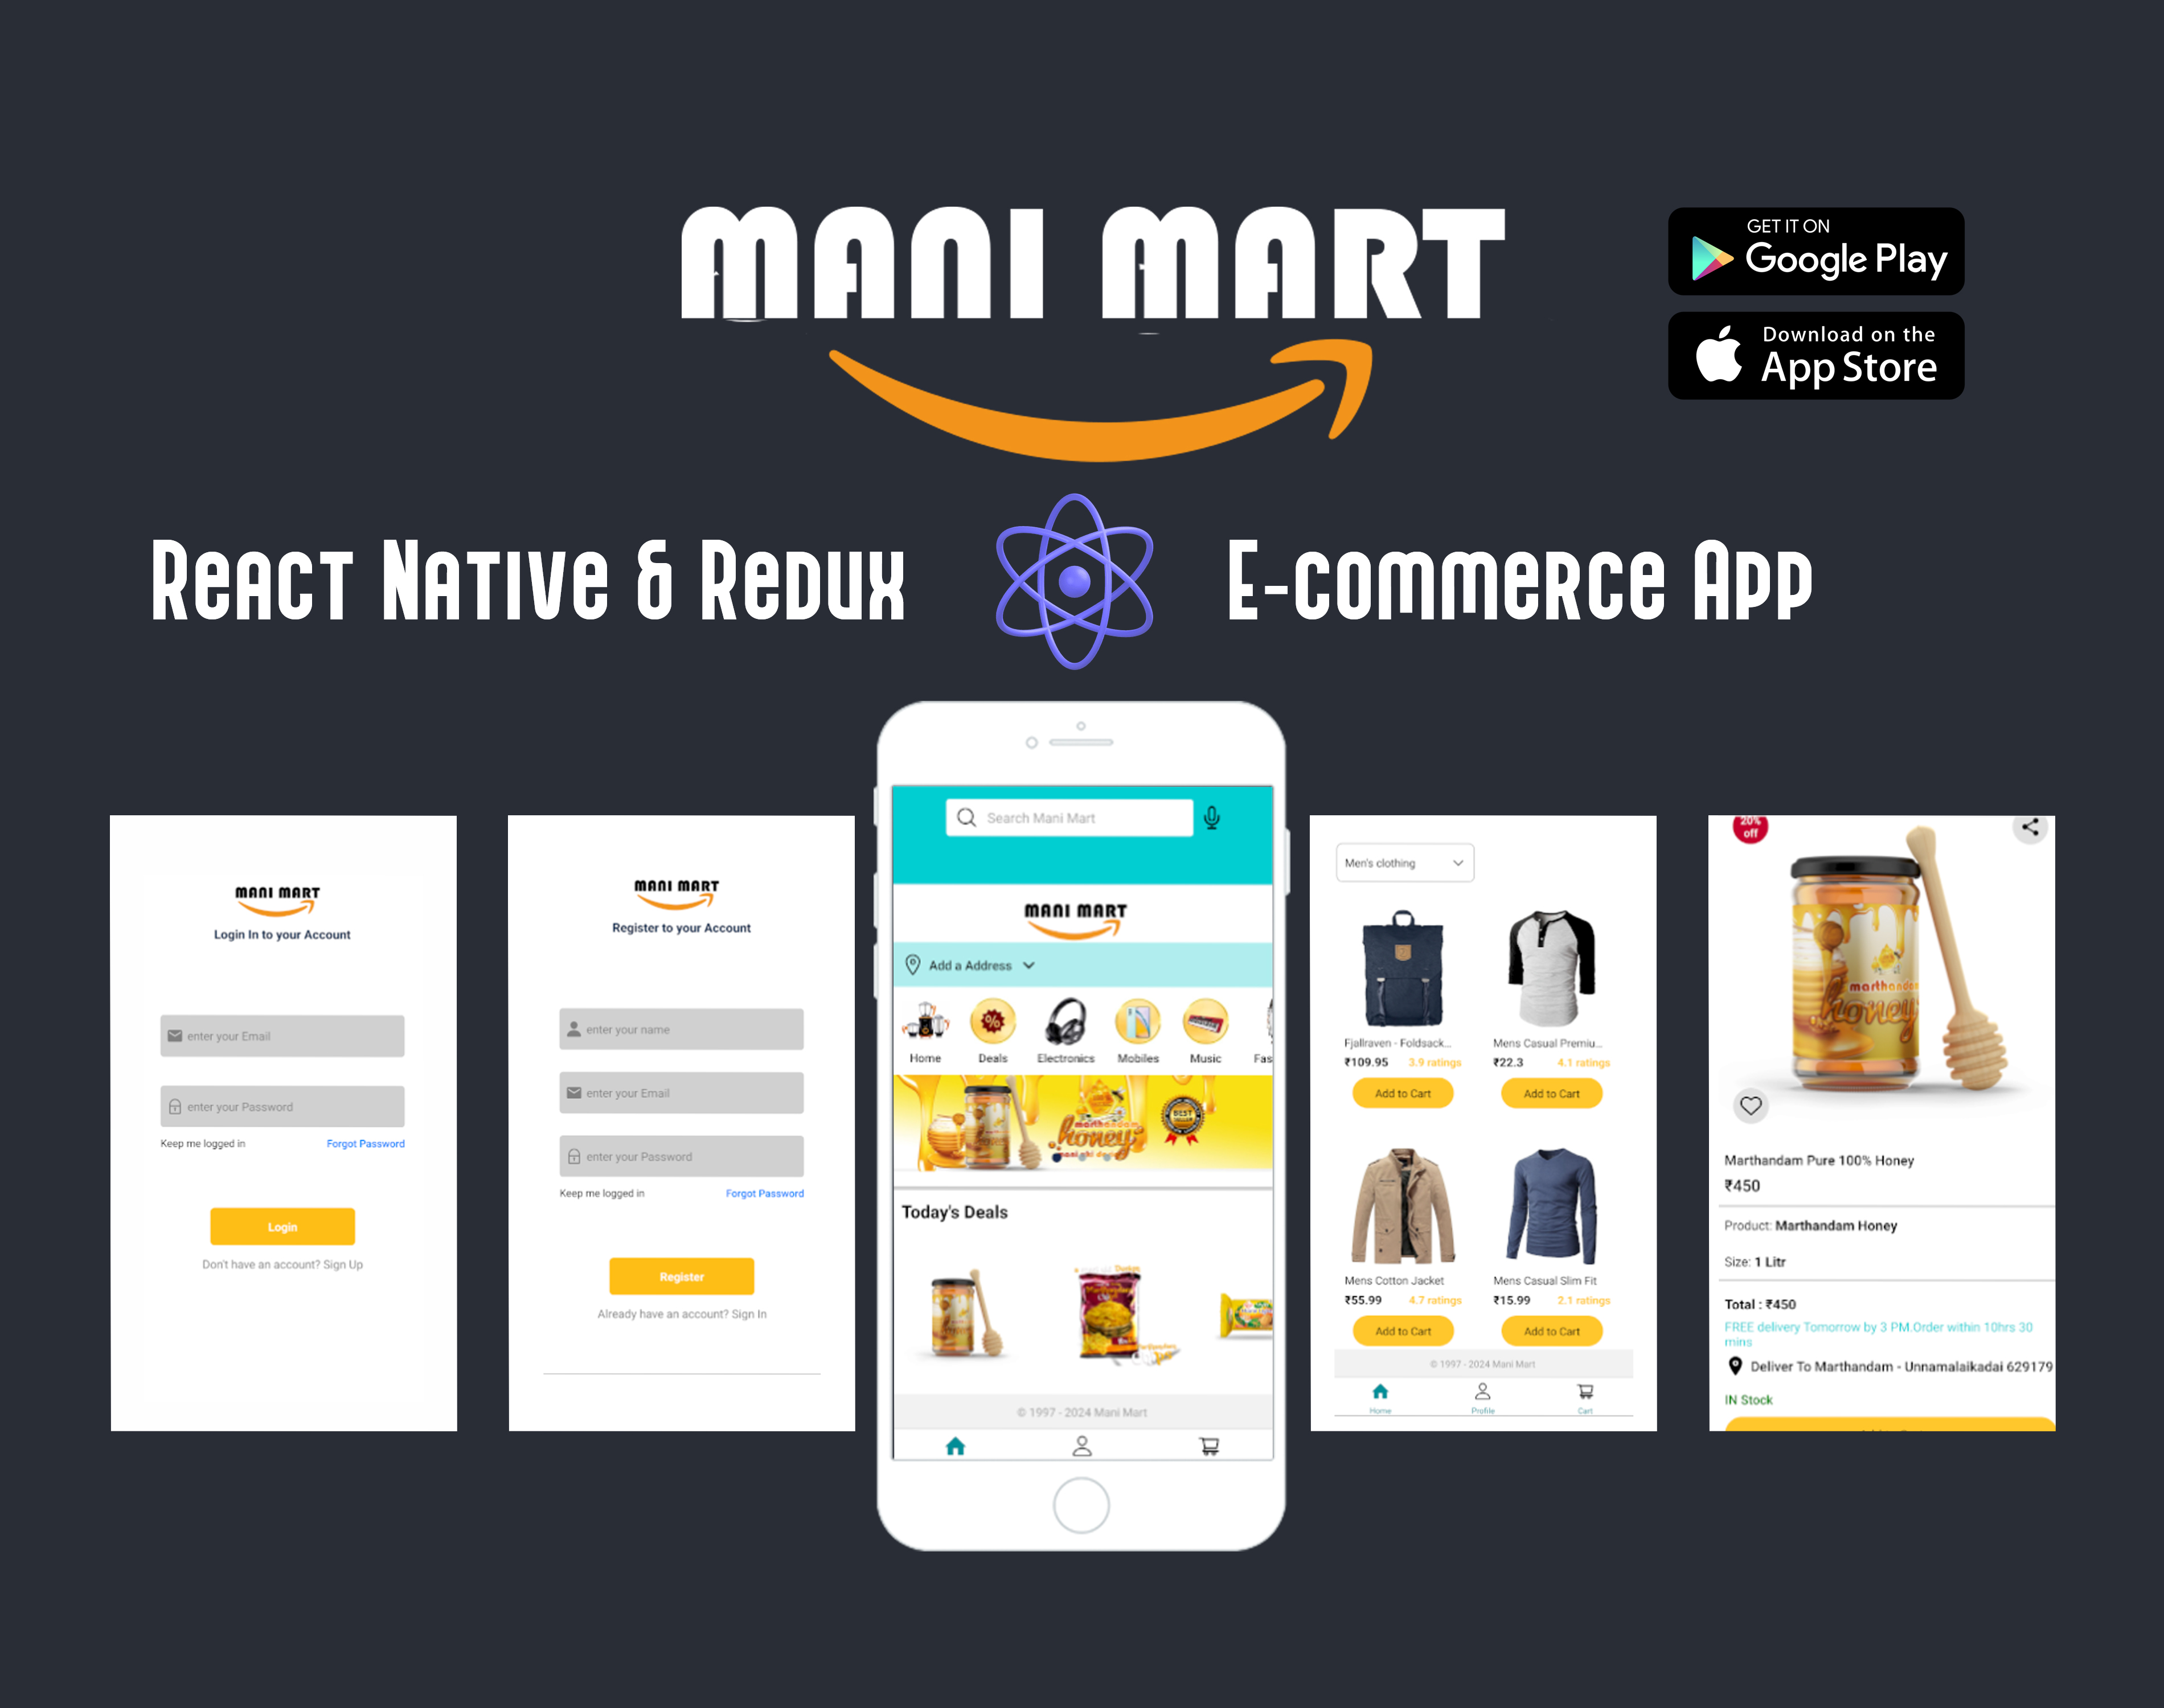 MANI MART
GET IT ON
Google Play
Download on the
App Store
React Native & Redux
E-commerce App
MANI MART
Login In to your Account
enter your Email
enter your Password
Keep me logged in
Forgot Password
Login
Don't have an account? Sign Up
MANI MART
Register to your Account
enter your name
enter your Email
enter your Password
Keep me logged in
Forgot Password
Register
Already have an account? Sign In
Search Mani Mart
MANI MART
Add a Address
Home
Deals
Electronics
Mobiles
Music
Fas
marthandam
honey
BEST
SELLER
Today's Deals
© 1997 - 2024 Mani Mart
Men's clothing
Fjallraven - Foldsack...
₹109.95 3.9 ratings
Add to Cart
Mens Casual Premiu...
₹22.3 4.1 ratings
Add to Cart
Mens Cotton Jacket
₹55.99 4.7 ratings
Add to Cart
Mens Casual Slim Fit
₹15.99 2.1 ratings
Add to Cart
© 1997 - 2024 Mani Mart
Home
Profile
Cart
20%
off
marthandam
honey
Marthandam Pure 100% Honey
₹450
Product: Marthandam Honey
Size: 1 Litr
Total : ₹450
FREE delivery Tomorrow by 3 PM.Order within 10hrs 30
mins
Deliver To Marthandam - Unnamalaikadai 629179
IN Stock